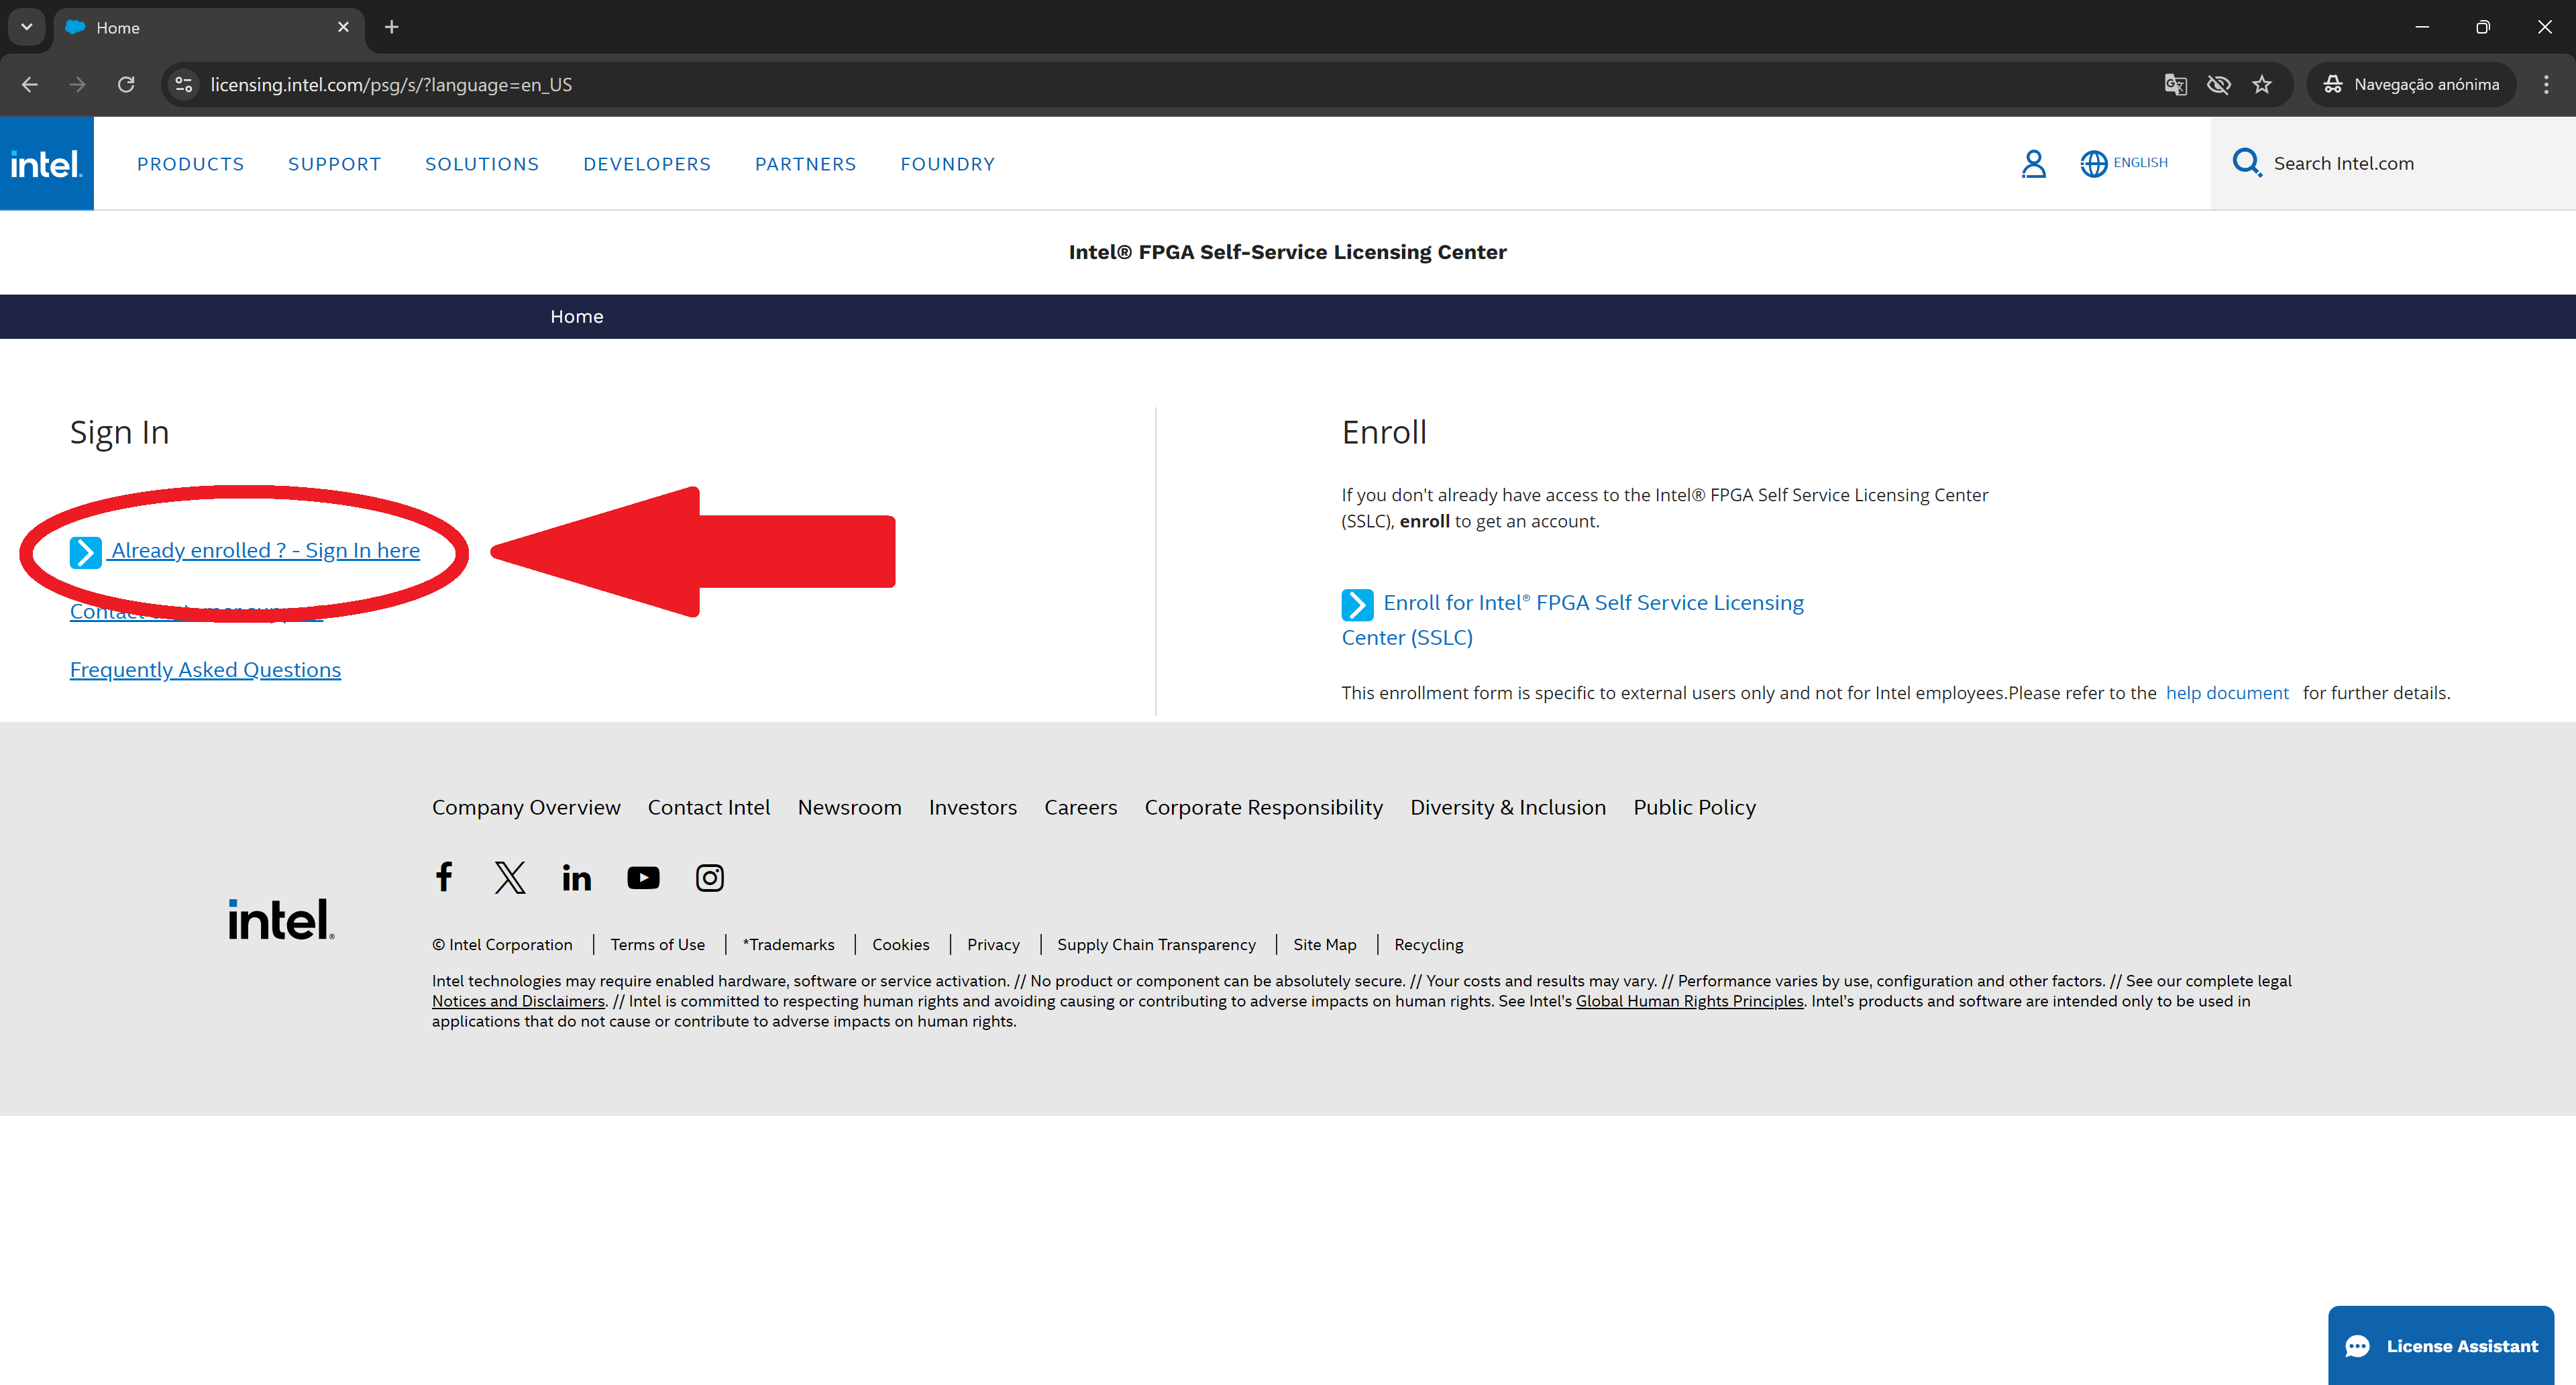 Home
licensing.intel.com/psg/s/?language=en_US
Navegação anónima
intel.
PRODUCTS SUPPORT SOLUTIONS DEVELOPERS PARTNERS FOUNDRY
ENGLISH
Search Intel.com
Intel® FPGA Self-Service Licensing Center
Home
Sign In
Already enrolled ? - Sign In here
Frequently Asked Questions
Enroll
If you don't already have access to the Intel® FPGA Self Service Licensing Center
(SSLC), enroll to get an account.
Enroll for Intel® FPGA Self Service Licensing
Center (SSLC)
This enrollment form is specific to external users only and not for Intel employees.Please refer to the help document for further details.
Company Overview Contact Intel Newsroom Investors Careers Corporate Responsibility Diversity & Inclusion Public Policy
intel®
© Intel Corporation | Terms of Use | *Trademarks | Cookies | Privacy | Supply Chain Transparency | Site Map | Recycling
Intel technologies may require enabled hardware, software or service activation. // No product or component can be absolutely secure. // Your costs and results may vary. // Performance varies by use, configuration and other factors. // See our complete legal
Notices and Disclaimers. // Intel is committed to respecting human rights and avoiding causing or contributing to adverse impacts on human rights. See Intel's Global Human Rights Principles. Intel's products and software are intended only to be used in
applications that do not cause or contribute to adverse impacts on human rights.
License Assistant